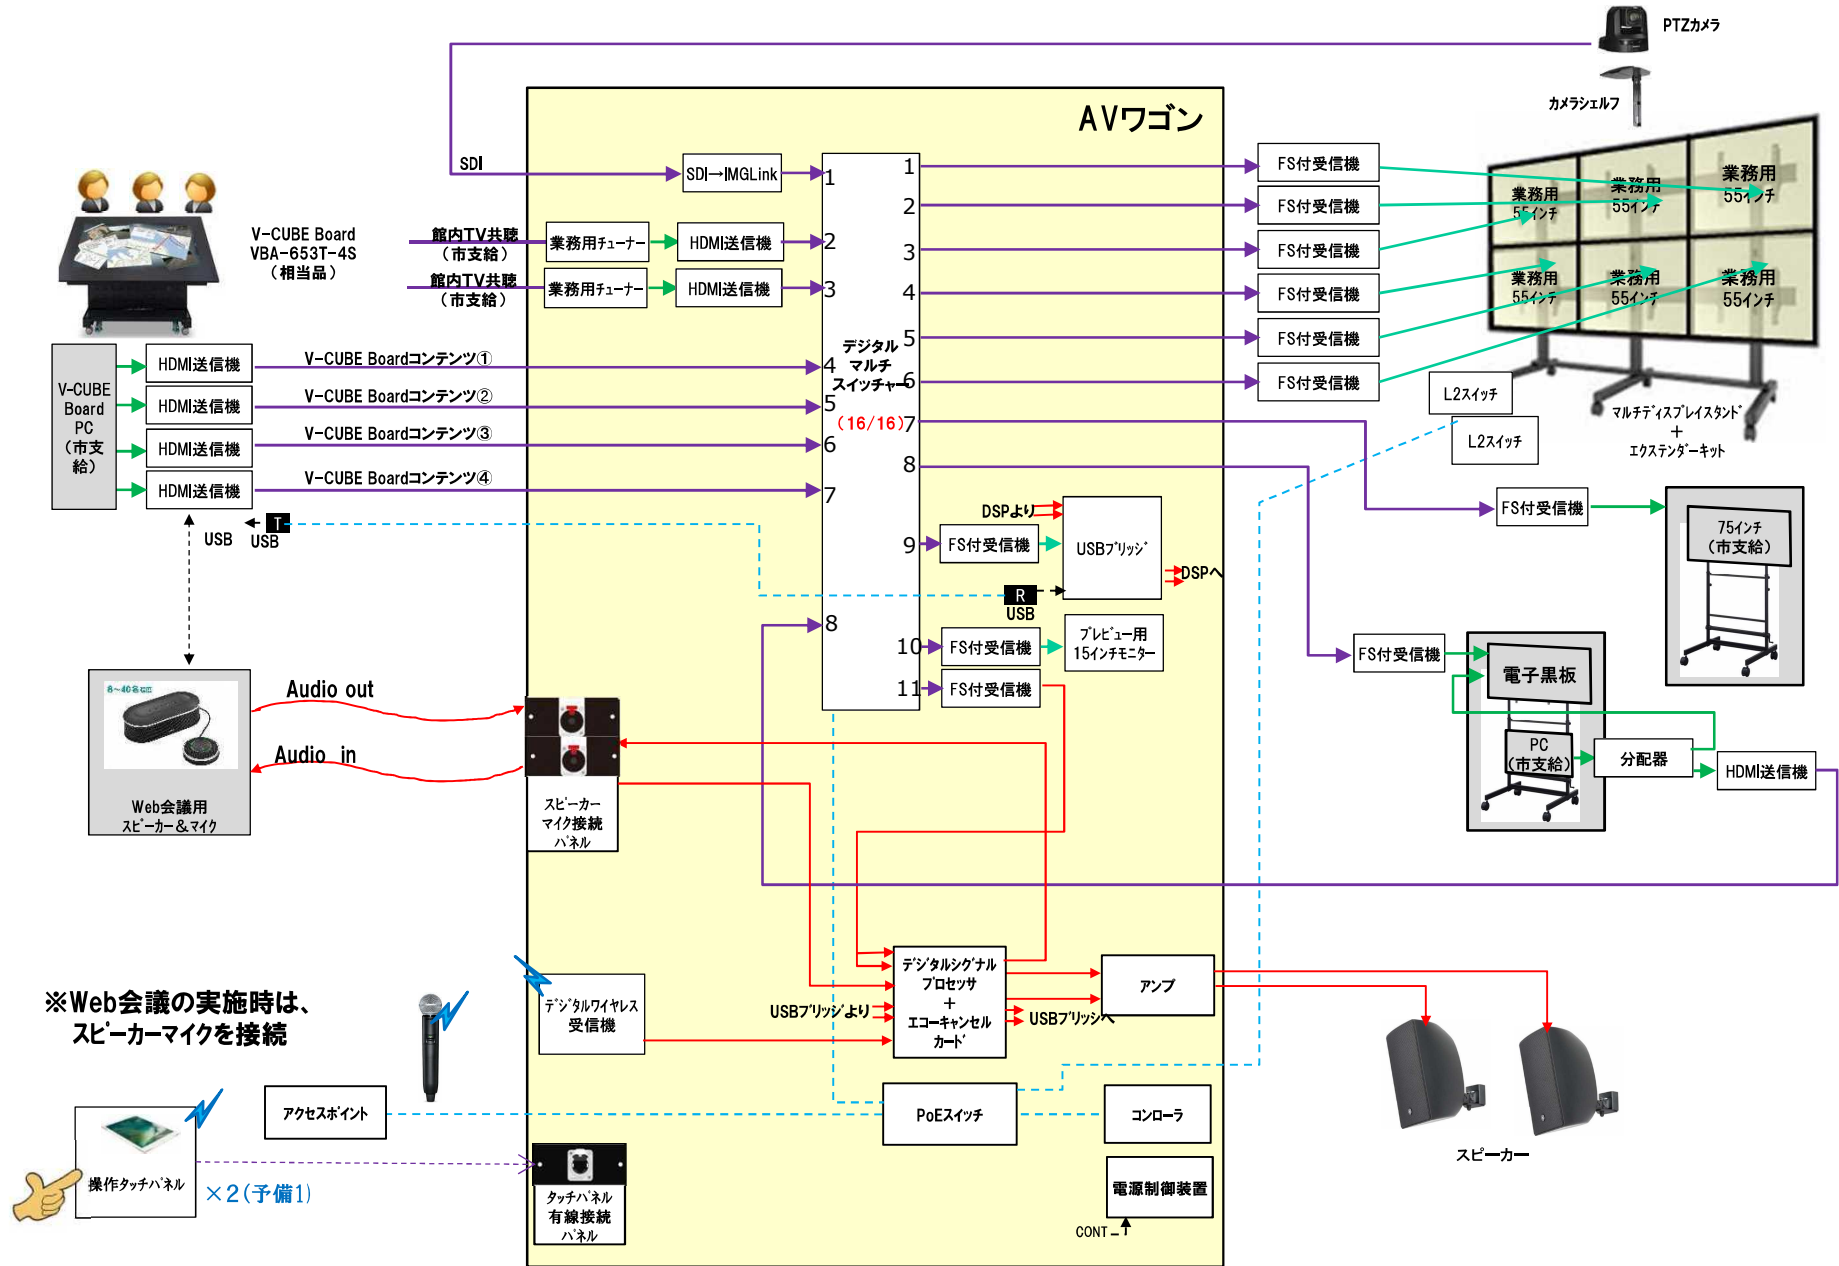 PTZカメラ
カメラシェルフ
AVワゴン
SDI
SDI→IMGLink
1
1
FS付受信機
業務用
55インチ
業務用
55インチ
業務用
55インチ
V-CUBE Board
VBA-653T-4S
（相当品）
館内TV共聴
（市支給）
業務用チューナー
HDMI送信機
2
2
FS付受信機
館内TV共聴
（市支給）
業務用チューナー
HDMI送信機
3
3
FS付受信機
業務用
55インチ
業務用
55インチ
業務用
55インチ
4
FS付受信機
5
FS付受信機
6
FS付受信機
デジタル
マルチ
スイッチャー
(16/16)
V-CUBE
Board
PC
（市支
給）
HDMI送信機
V-CUBE Boardコンテンツ①
4
HDMI送信機
V-CUBE Boardコンテンツ②
5
HDMI送信機
V-CUBE Boardコンテンツ③
6
HDMI送信機
V-CUBE Boardコンテンツ④
7
7
8
L2スイッチ
L2スイッチ
マルチディスプレイスタンド
+
エクステンダーキット
FS付受信機
75インチ
（市支給）
USB
T
USB
DSPより
9
FS付受信機
USBブリッジ
DSPへ
R
USB
8
10
FS付受信機
プレビュー用
15インチモニター
11
FS付受信機
FS付受信機
電子黒板
PC
（市支給）
分配器
HDMI送信機
8～40名対応
Audio out
Audio in
Web会議用
スピーカー＆マイク
スピーカー
マイク接続
パネル
※Web会議の実施時は、
スピーカーマイクを接続
デジタルワイヤレス
受信機
USBブリッジより
デジタルシグナル
プロセッサ
+
エコーキャンセル
カード
USBブリッジへ
アンプ
スピーカー
アクセスポイント
PoEスイッチ
コンローラ
操作タッチパネル
×2(予備1)
タッチパネル
有線接続
パネル
電源制御装置
CONT